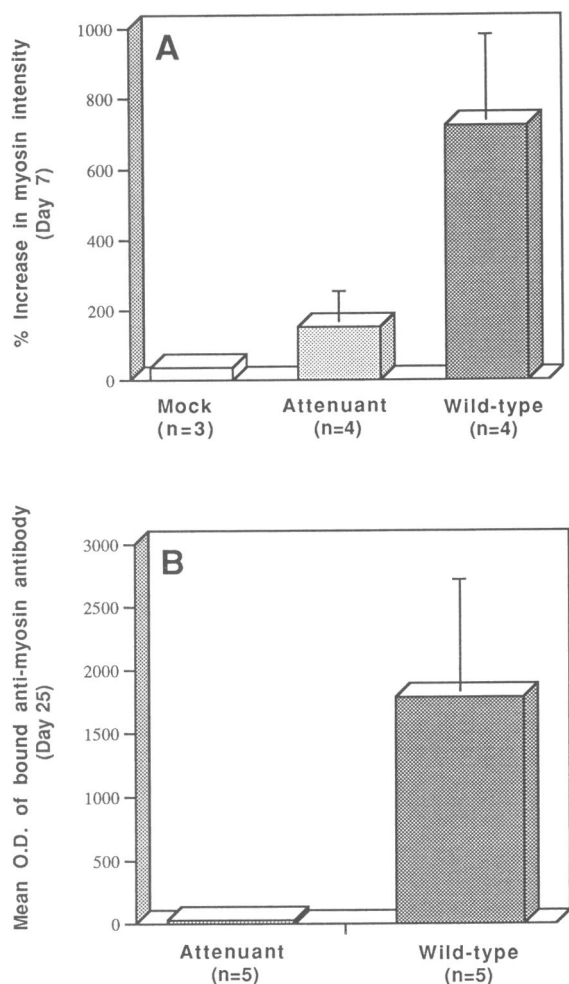 A
% Increase in myosin intensity
(Day 7)
1000
800
600
400
200
0
Mock
(n=3)
Attenuant
(n=4)
Wild-type
(n=4)
B
Mean O.D. of bound anti-myosin antibody
(Day 25)
3000
2500
2000
1500
1000
500
0
Attenuant
(n=5)
Wild-type
(n=5)